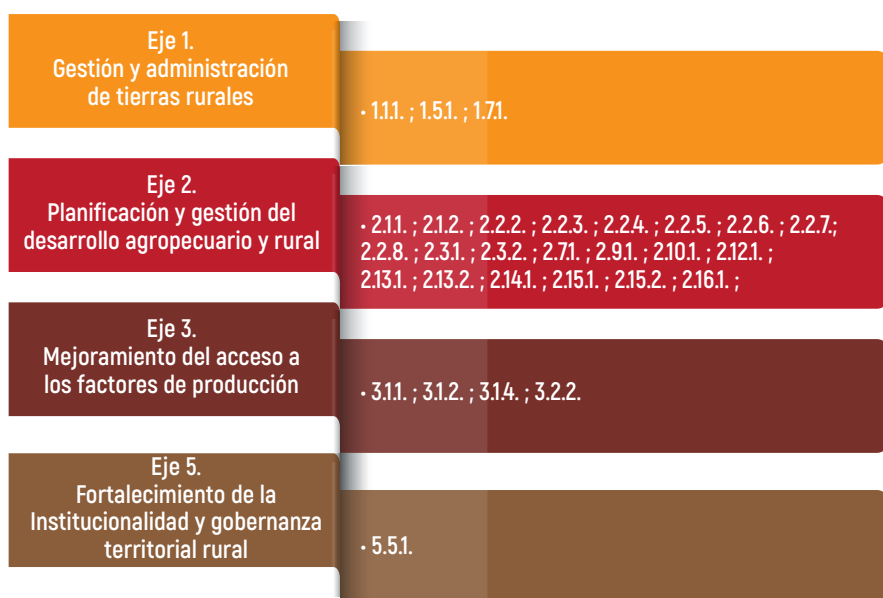 Eje 1.
Gestión y administración
de tierras rurales
• 1.1.1. ; 1.5.1. ; 1.7.1.
Eje 2.
Planificación y gestión del
desarrollo agropecuario y rural
• 2.1.1. ; 2.1.2. ; 2.2.2. ; 2.2.3. ; 2.2.4. ; 2.2.5. ; 2.2.6. ; 2.2.7.;
2.2.8. ; 2.3.1. ; 2.3.2. ; 2.7.1. ; 2.9.1. ; 2.10.1. ; 2.12.1. ;
2.13.1. ; 2.13.2. ; 2.14.1. ; 2.15.1. ; 2.15.2. ; 2.16.1. ;
Eje 3.
Mejoramiento del acceso a
los factores de producción
• 3.1.1. ; 3.1.2. ; 3.1.4. ; 3.2.2.
Eje 5.
Fortalecimiento de la
Institucionalidad y gobernanza
territorial rural
• 5.5.1.